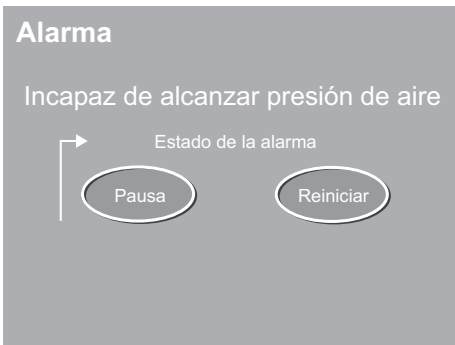 Alarma
Incapaz de alcanzar presión de aire
Estado de la alarma
Pausa
Reiniciar